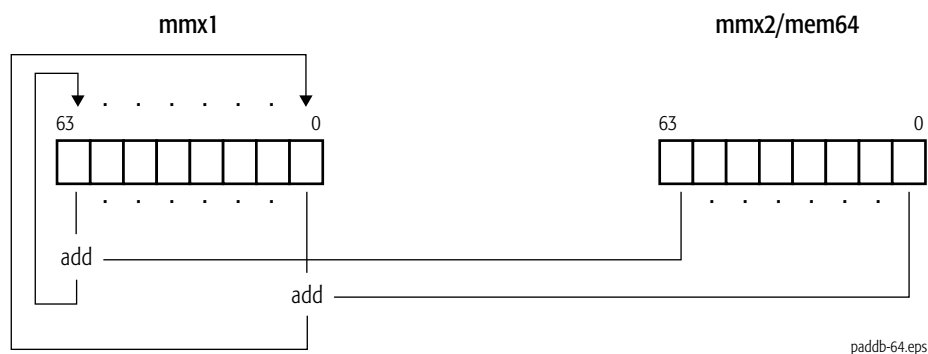 mmx1 mmx2/mem64
. . . . . .
63 0 63 0
. . . . . . . . . . . .
add
add
paddb-64.eps